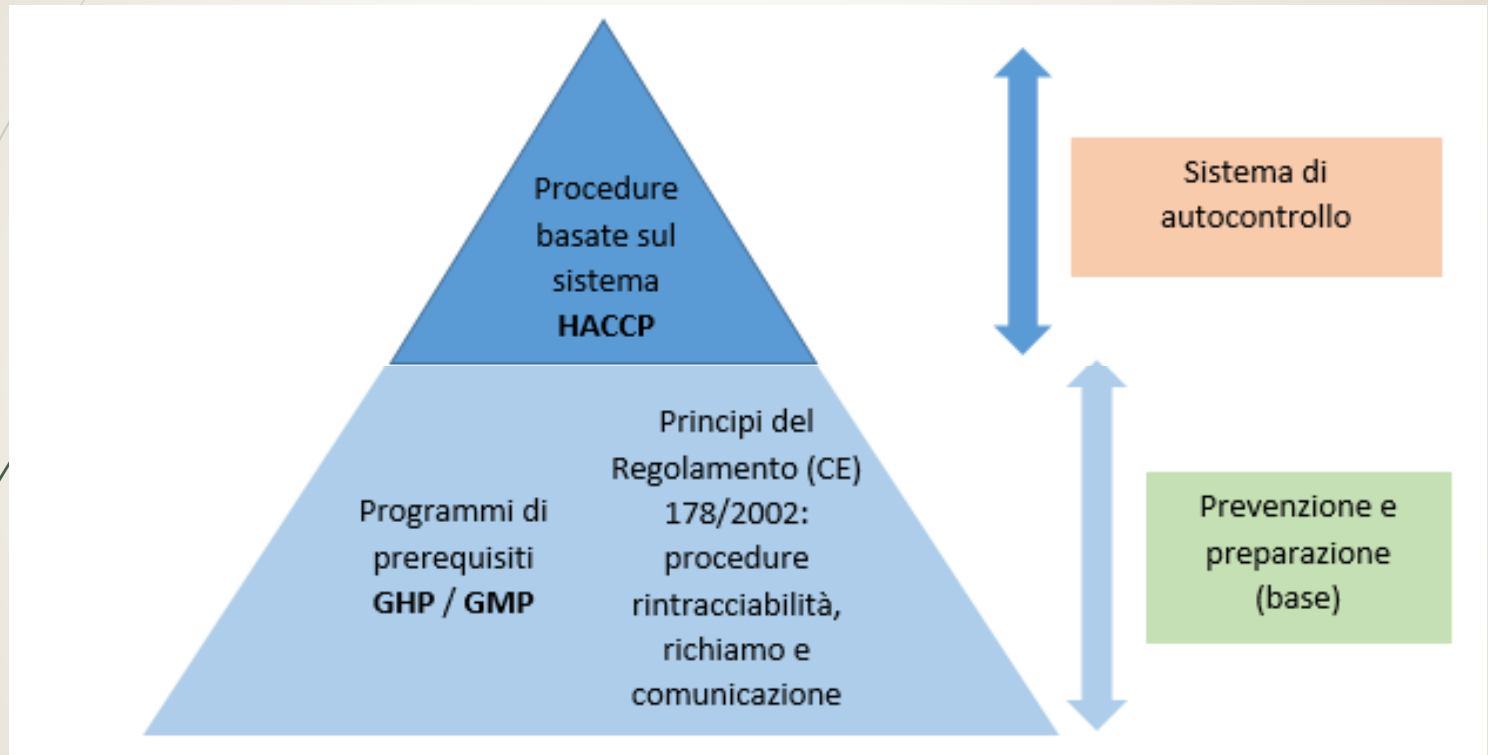 Procedure
basate sul
sistema
HACCP
Sistema di
autocontrollo
Programmi di
prerequisiti
GHP / GMP
Principi del
Regolamento (CE)
178/2002:
procedure
rintracciabilità,
richiamo e
comunicazione
Prevenzione e
preparazione
(base)